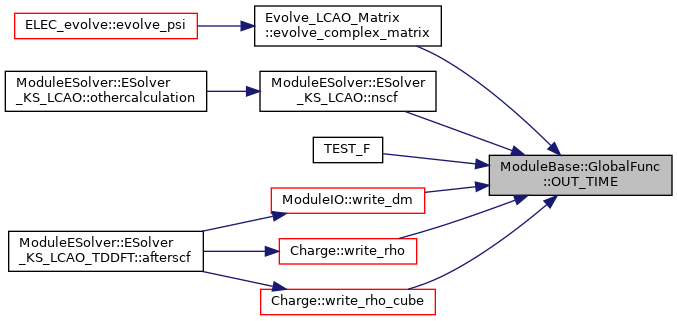 ELEC_evolve::evolve_psi
Evolve_LCAO_Matrix
::evolve_complex_matrix
ModuleESolver::ESolver
_KS_LCAO::othercalculation
ModuleESolver::ESolver
_KS_LCAO::nscf
TEST_F
ModuleBase::GlobalFunc
::OUT_TIME
ModuleIO::write_dm
ModuleESolver::ESolver
_KS_LCAO_TDDFT::afterscf
Charge::write_rho
Charge::write_rho_cube